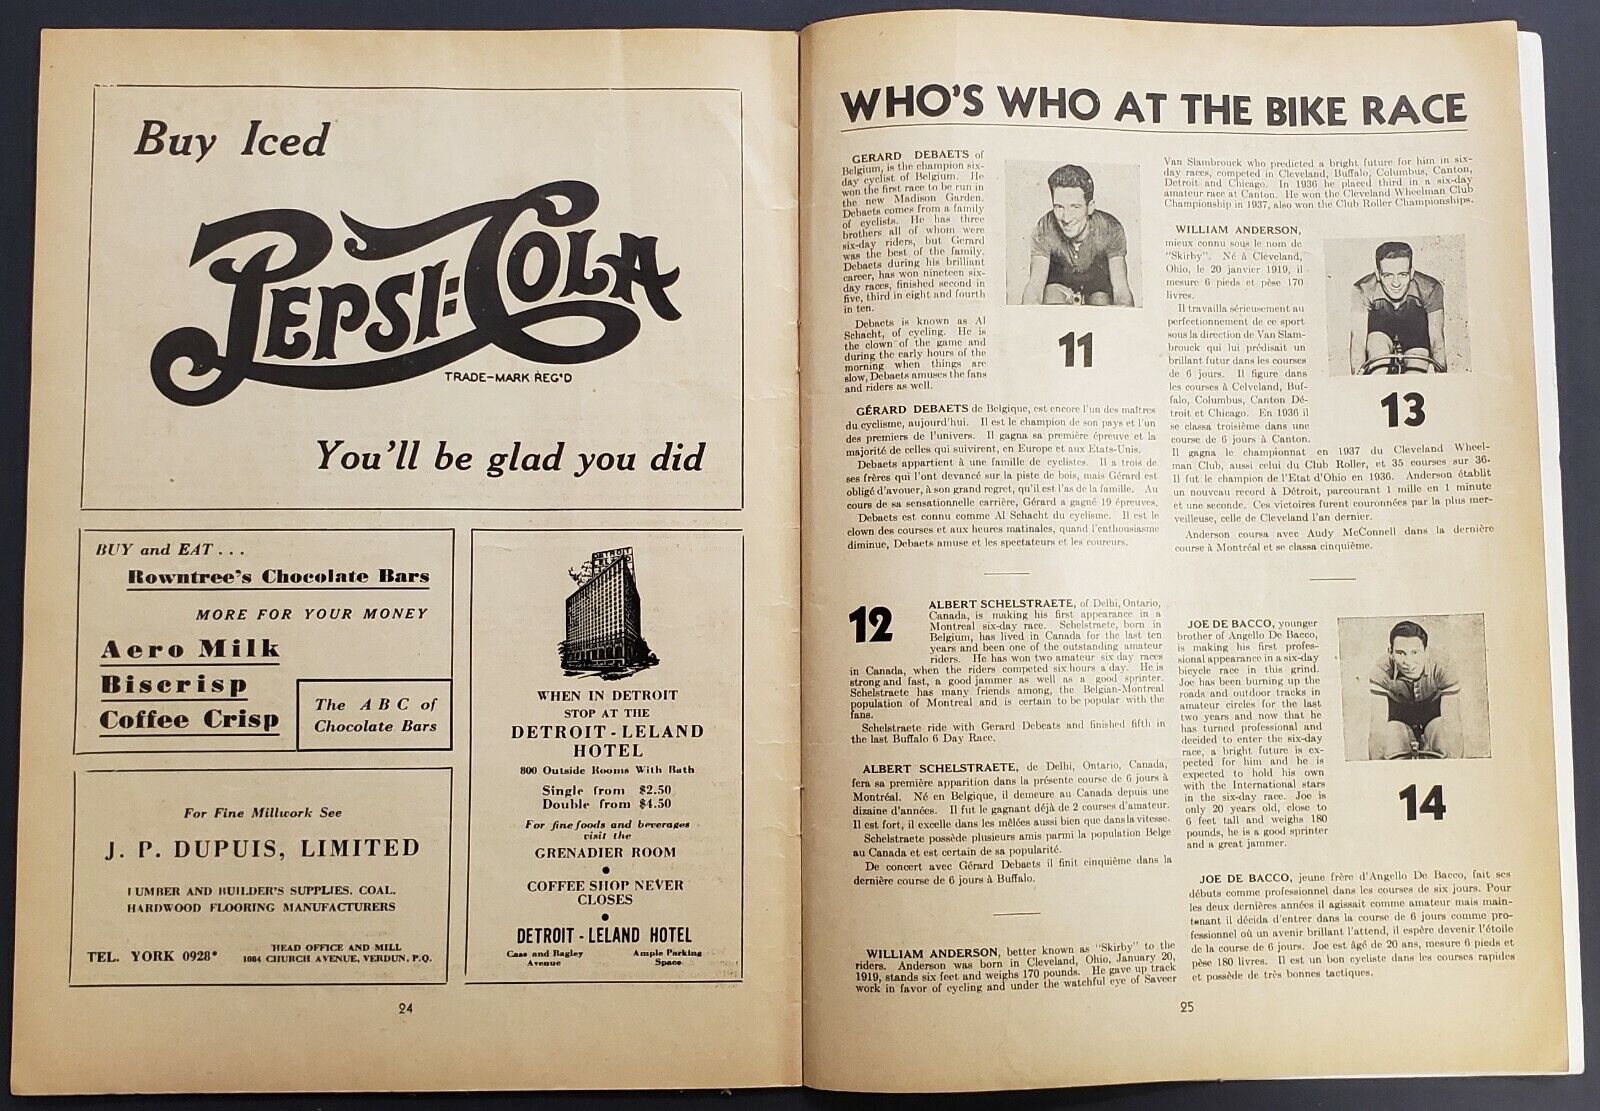 Buy Iced
PEPSI:COLA
TRADE-MARK REG'D
You'll be glad you did
BUY and EAT . . .
Rowntree's Chocolate Bars
MORE FOR YOUR MONEY
Aero Milk
Biscrisp
Coffee Crisp
The A B C of
Chocolate Bars
For Fine Millwork See
J. P. DUPUIS, LIMITED
LUMBER AND BUILDER'S SUPPLIES. COAL.
HARDWOOD FLOORING MANUFACTURERS
TEL. YORK 0928*
HEAD OFFICE AND MILL
1084 CHURCH AVENUE, VERDUN, P.Q.
DETROIT
WHEN IN DETROIT
STOP AT THE
DETROIT - LELAND
HOTEL
800 Outside Rooms With Bath
Single from $2.50
Double from $4.50
For fine foods and beverages
visit the
GRENADIER ROOM
COFFEE SHOP NEVER
CLOSES
DETROIT - LELAND HOTEL
Cass and Bagley
Avenue
Ample Parking
Space
24
WHO'S WHO AT THE BIKE RACE
GERARD DEBAETS of
Belgium, is the champion six-
day cyclist of Belgium. He
won the first race to be run in
the new Madison Garden.
Debaets comes from a family
of cyclists. He has three
brothers all of whom were
six-day riders, but Gerard
was the best of the family.
Debaets during his brilliant
career, has won nineteen six-
day races, finished second in
five, third in eight and fourth
in ten.
Debaets is known as Al
Schacht, of cycling. He is
the clown of the game and
during the early hours of the
morning when things are
slow, Debaets amuses the fans
and riders as well.
11
GÉRARD DEBAETS de Belgique, est encore l'un des maîtres
du cyclisme, aujourd'hui. Il est le champion de son pays et l'un
des premiers de l'univers. Il gagna sa première épreuve et la
majorité de celles qui suivirent, en Europe et aux Etats-Unis.
Debaets appartient à une famille de cyclistes. Il a trois de
ses frères qui l'ont devancé sur la piste de bois, mais Gérard est
obligé d'avouer, à son grand regret, qu'il est l'as de la famille. Au
cours de sa sensationnelle carrière, Gérard a gagné 19 épreuves.
Debaets est connu comme Al Schacht du cyclisme. Il est le
clown des courses et aux heures matinales, quand l'enthousiasme
diminue, Debaets amuse et les spectateurs et les coureurs.
12
ALBERT SCHELSTRAETE, of Delhi, Ontario,
Canada, is making his first appearance in a
Montreal six-day race. Schelstraete, born in
Belgium, has lived in Canada for the last ten
years and been one of the outstanding amateur
riders. He has won two amateur six day races
in Canada, when the riders competed six hours a day. He is
strong and fast, a good jammer as well as a good sprinter.
Schelstraete has many friends among, the Belgian-Montreal
population of Montreal and is certain to be popular with the
fans.
Schelstraete ride with Gerard Debeats and finished fifth in
the last Buffalo 6 Day Race.
ALBERT SCHELSTRAETE, de Delhi, Ontario, Canada,
fera sa première apparition dans la présente course de 6 jours à
Montréal. Né en Belgique, il demeure au Canada depuis une
dizaine d'années. Il fut le gagnant déjà de 2 courses d'amateur.
Il est fort, il excelle dans les mêlées aussi bien que dans la vitesse.
Schelstraete possède plusieurs amis parmi la population Belge
au Canada et est certain de sa popularité.
De concert avec Gérard Debaets il finit cinquième dans la
dernière course de 6 jours à Buffalo.
WILLIAM ANDERSON, better known as "Skirby" to the
riders. Anderson was born in Cleveland, Ohio, January 20,
1919, stands six feet and weighs 170 pounds. He gave up track
work in favor of cycling and under the watchful eye of Saveer
Van Slambrouck who predicted a bright future for him in six-
day races, competed in Cleveland, Buffalo, Columbus, Canton,
Detroit and Chicago. In 1936 he placed third in a six-day
amateur race at Canton. He won the Cleveland Wheelman Club
Championship in 1937, also won the Club Roller Championships.
WILLIAM ANDERSON,
mieux connu sous le nom de
"Skirby". Né à Cleveland,
Ohio, le 20 janvier 1919, il
mesure 6 pieds et pèse 170
livres.
Il travailla sérieusement au
perfectionnement de ce sport
sous la direction de Van Slam-
brouck qui lui prédisait un
brillant futur dans les courses
de 6 jours. Il figure dans
les courses à Celveland, Buf-
falo, Columbus, Canton Dé-
troit et Chicago. En 1936 il
se classa troisième dans une
course de 6 jours à Canton.
13
Il gagna le championnat en 1937 du Cleveland Wheel-
man Club, aussi celui du Club Roller, et 35 courses sur 36.
Il fut le champion de l'Etat d'Ohio en 1936. Anderson établit
un nouveau record à Détroit, parcourant 1 mille en 1 minute
et une seconde. Ces victoires furent couronnées par la plus mer-
veilleuse, celle de Cleveland l'an dernier.
Anderson coursa avec Audy McConnell dans la dernière
course à Montréal et se classa cinquième.
JOE DE BACCO, younger
brother of Angello De Bacco,
is making his first profes-
sional appearance in a six-day
bicycle race in this grind.
Joe has been burning up the
roads and outdoor tracks in
amateur circles for the last
two years and now that he
has turned professional and
decided to enter the six-day
race, a bright future is ex-
pected for him and he is
expected to hold his own
with the International stars
in the six-day race. Joe is
only 20 years old, close to
6 feet tall and weighs 180
pounds, he is a good sprinter
and a great jammer.
14
JOE DE BACCO, jeune frère d'Angello De Bacco, fait ses
débuts comme professionnel dans les courses de six jours. Pour
les deux dernières années il agissait comme amateur mais main-
tenant il décida d'entrer dans la course de 6 jours comme pro-
fessionnel où un avenir brillant l'attend, il espère devenir l'étoile
de la course de 6 jours. Joe est âgé de 20 ans, mesure 6 pieds et
pèse 180 livres. Il est un bon cycliste dans les courses rapides
et possède de très bonnes tactiques.
25